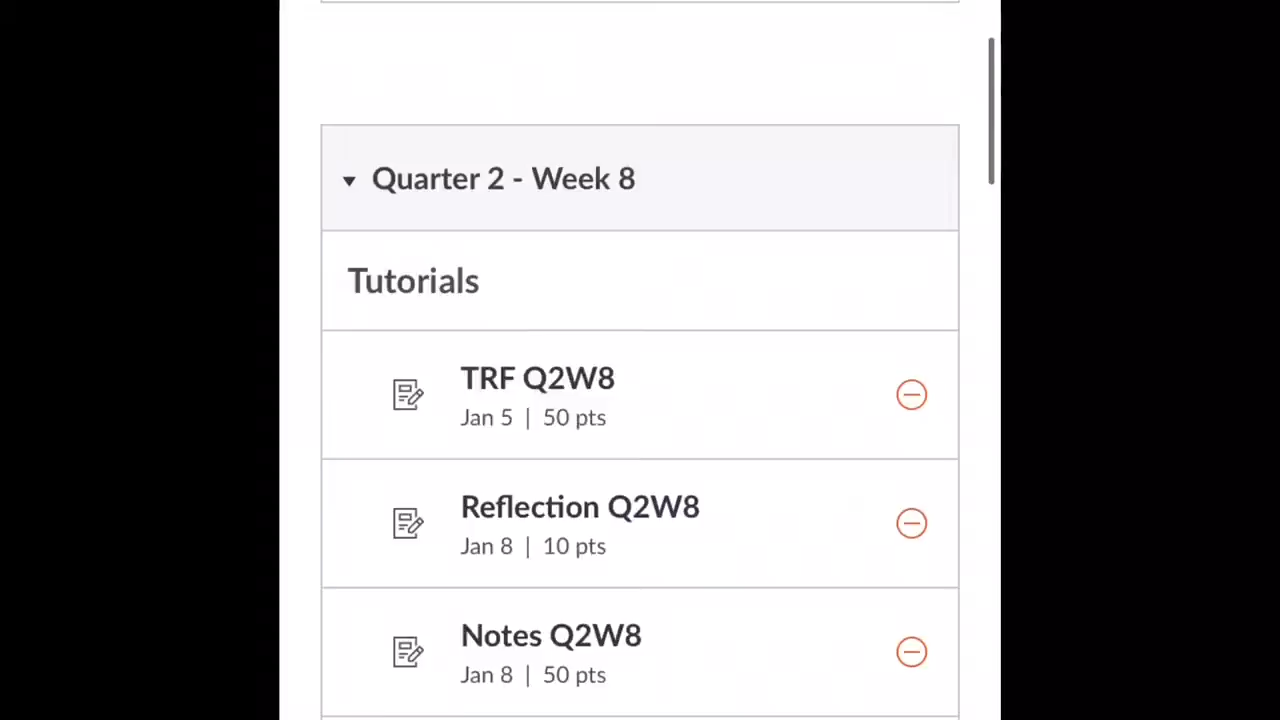 Quarter 2 - Week 8
Tutorials
TRF Q2W8
Jan 5 | 50 pts
Reflection Q2W8
Jan 8 | 10 pts
Notes Q2W8
Jan 8 | 50 pts